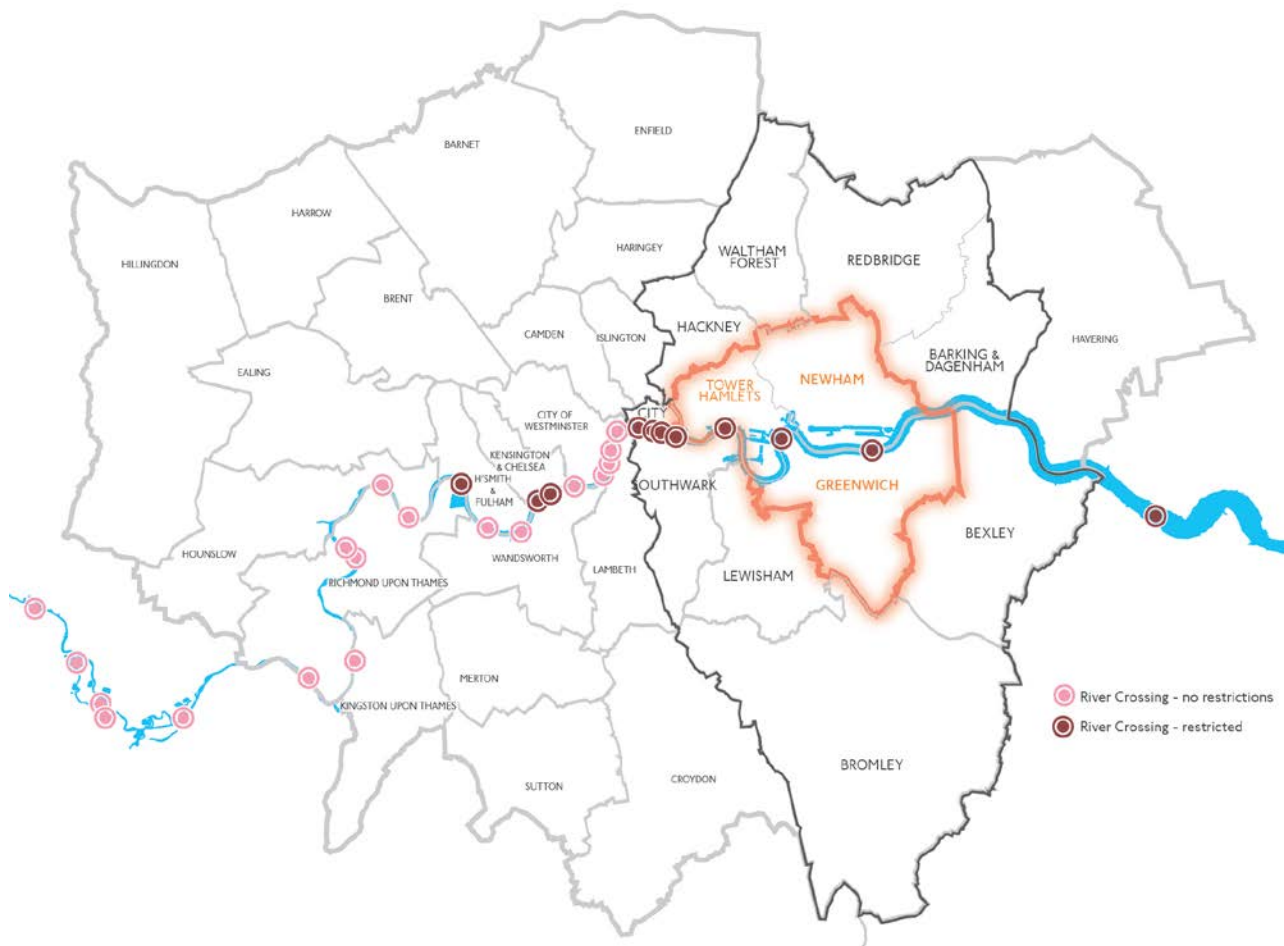 ENFIELD
BARNET
HARROW
HARINGEY
WALTHAM
FOREST
REDBRIDGE
HILLINGDON
BRENT
HACKNEY
CAMDEN
ISLINGTON
BARKING &
DAGENHAM
HAVERING
EALING
TOWER
HAMLETS
NEWHAM
CITY
CITY OF
WESTMINSTER
KENSINGTON
& CHELSEA
H'SMITH
&
FULHAM
OUTHWARK
GREENWICH
BEXLEY
HOUNSLOW
WANDSWORTH
LAMBETH
LEWISHAM
RICHMOND UPON THAMES
MERTON
KINGSTON UPON THAMES
River Crossing - no restrictions
River Crossing - restricted
BROMLEY
SUTTON
CROYDON